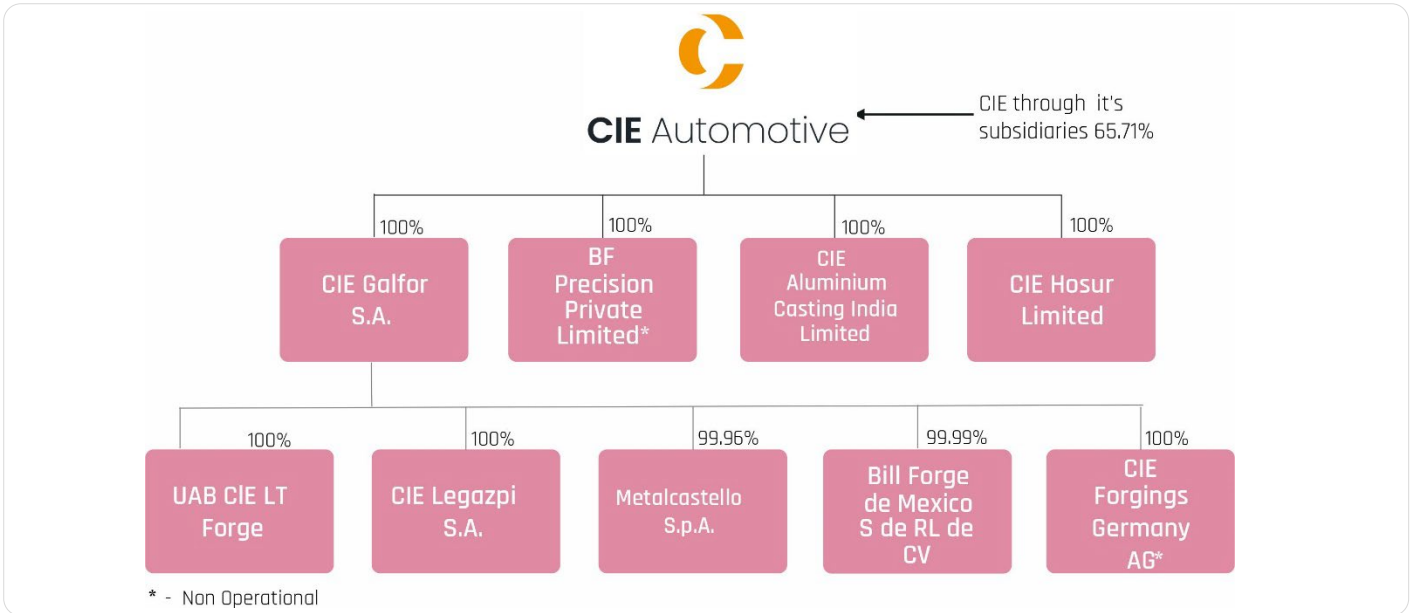 CIE Automotive
CIE through it's
subsidiaries 65.71%
100%
100%
100%
100%
CIE Galfor
S.A.
BF
Precision
Private
Limited*
CIE
Aluminium
Casting India
Limited
CIE Hosur
Limited
100%
100%
99.96%
99.99%
100%
UAB CIE LT
Forge
CIE Legazpi
S.A.
Metalcastello
S.p.A.
Bill Forge
de Mexico
S de RL de
CV
CIE
Forgings
Germany
AG*
* - Non Operational